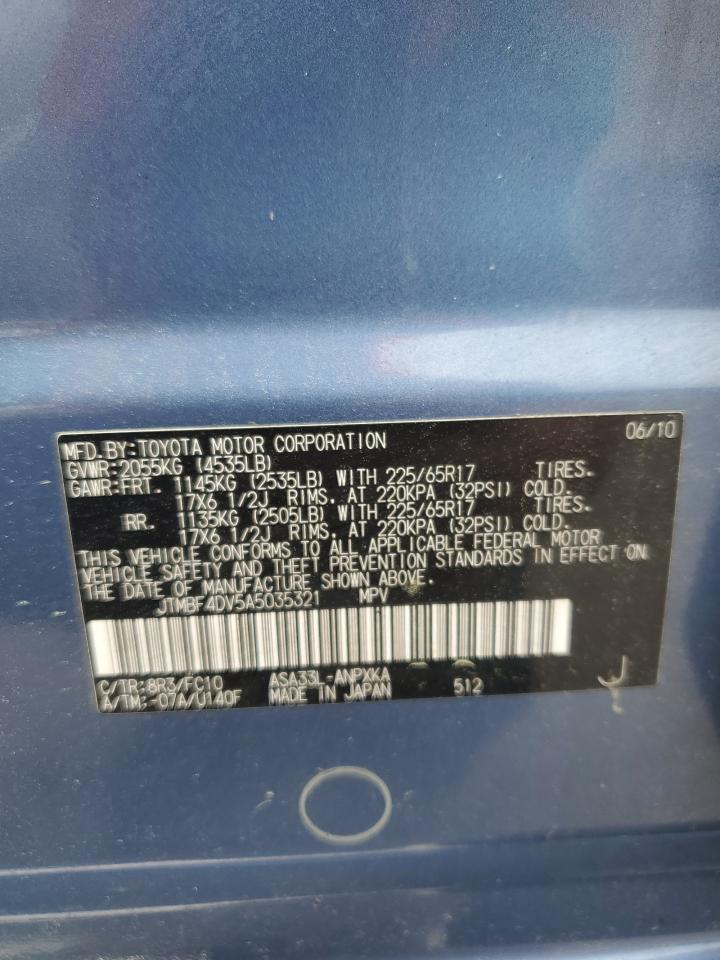 MFD. BY: TOYOTA MOTOR CORPORATION 06/10
GVWR: 2055KG (4535LB)
GAWR: FRT. 1145KG (2535LB) WITH 225/65R17 TIRES.
17X6 1/2J RIMS. AT 220KPA (32PSI) COLD.
RR. 1135KG (2505LB) WITH 225/65R17 TIRES.
17X6 1/2J RIMS. AT 220KPA (32PSI) COLD.
THIS VEHICLE CONFORMS TO ALL APPLICABLE FEDERAL MOTOR
VEHICLE SAFETY AND THEFT PREVENTION STANDARDS IN EFFECT ON
THE DATE OF MANUFACTURE SHOWN ABOVE.
JTMBF4DV5A5035321 MPV
C/TR: 8R3/FC10 ASA33L-ANPXKA
A/TM: -07A/U140F MADE IN JAPAN 512